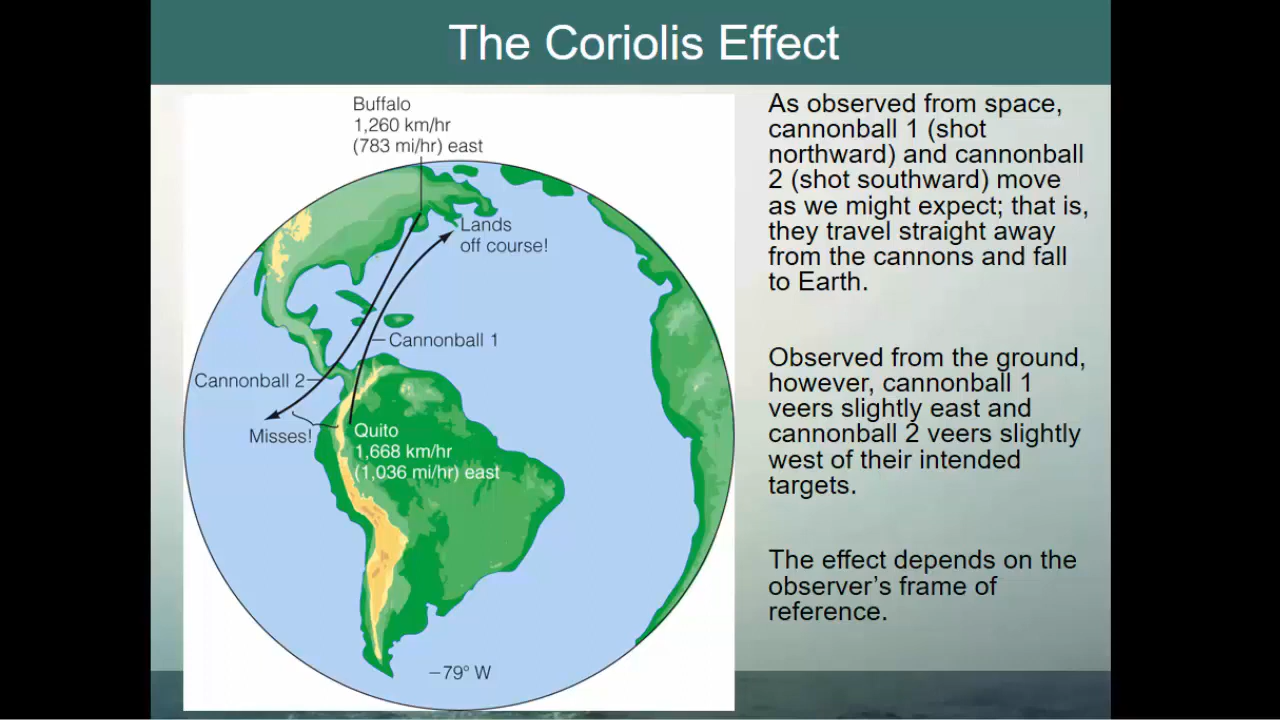 The Coriolis Effect
Buffalo
1,260 km/hr
(783 mi/hr) east
Lands
off course!
Cannonball 1
Cannonball 2
Misses!
Quito
1,668 km/hr
(1,036 mi/hr) east
–79° W
As observed from space,
cannonball 1 (shot
northward) and cannonball
2 (shot southward) move
as we might expect; that is,
they travel straight away
from the cannons and fall
to Earth.
Observed from the ground,
however, cannonball 1
veers slightly east and
cannonball 2 veers slightly
west of their intended
targets.
The effect depends on the
observer’s frame of
reference.